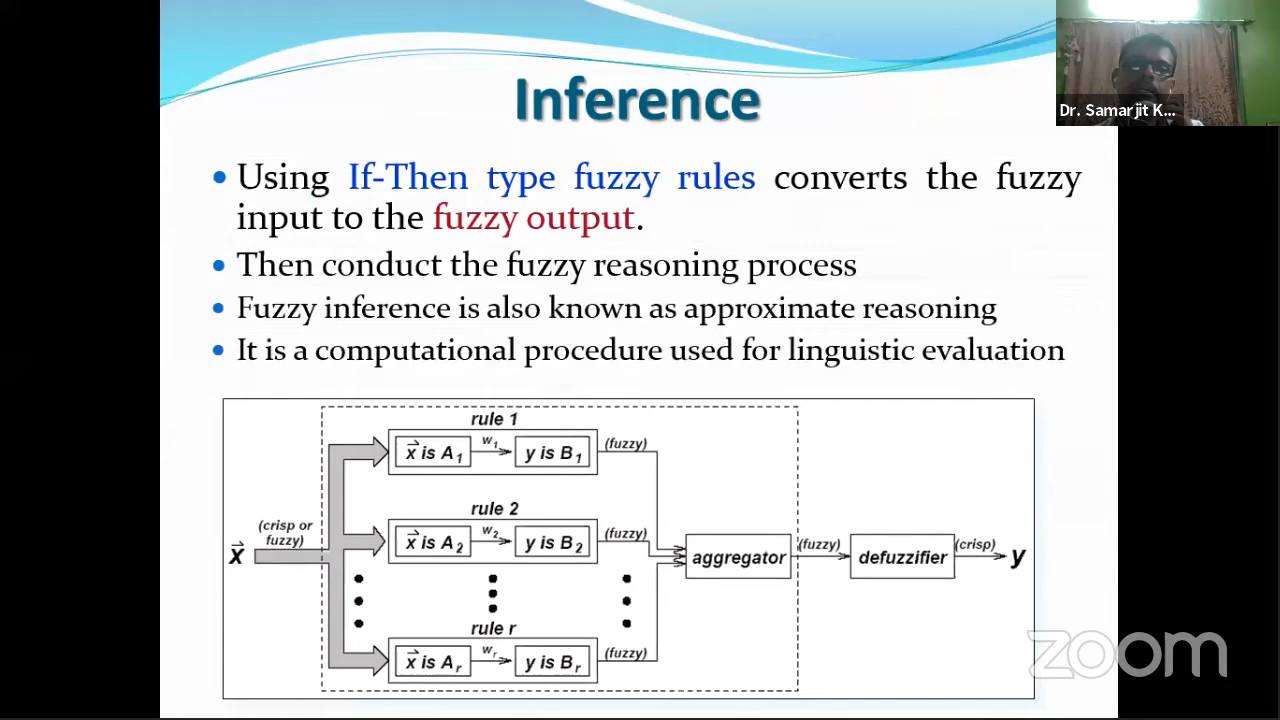 Inference
Dr. Samarjit K...
• Using If-Then type fuzzy rules converts the fuzzy
input to the fuzzy output.
• Then conduct the fuzzy reasoning process
• Fuzzy inference is also known as approximate reasoning
• It is a computational procedure used for linguistic evaluation
rule 1
x⃗ is A₁ w₁ y is B₁ (fuzzy)
rule 2
(crisp or
fuzzy)
x⃗ is A₂ w₂ y is B₂ (fuzzy)
x⃗ aggregator (fuzzy) defuzzifier (crisp) y
rule r
x⃗ is Aᵣ wᵣ y is Bᵣ (fuzzy)
zoom